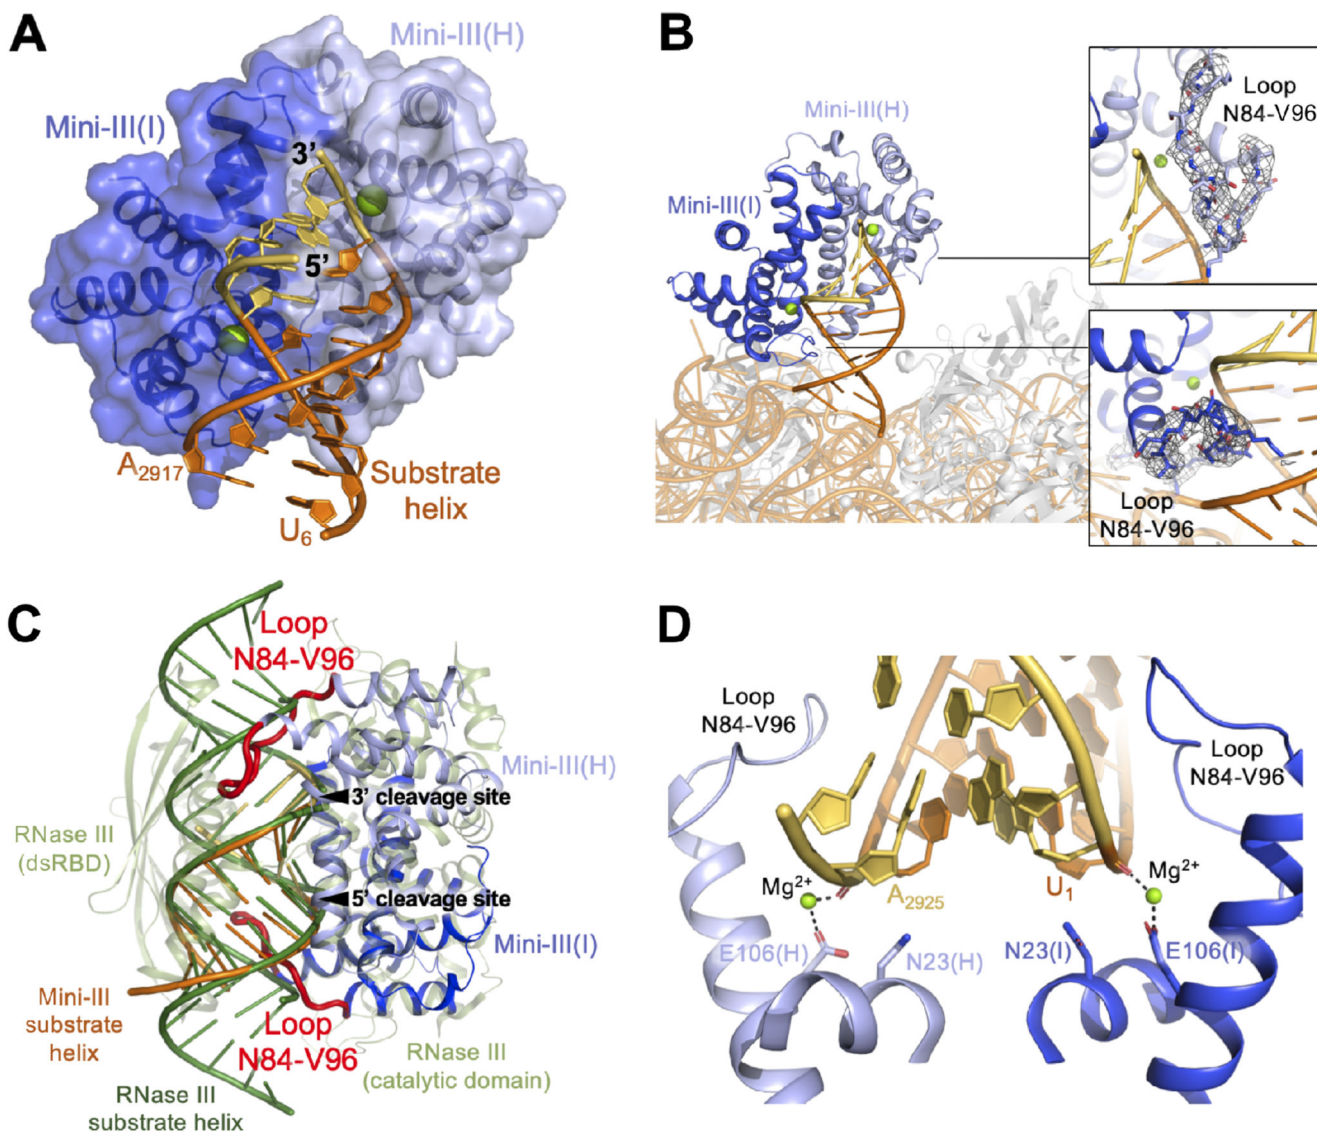 A
Mini-III(H)
Mini-III(I)
3’
5’
A2917
Substrate
helix
U6
B
Mini-III(H)
Mini-III(I)
Loop
N84-V96
Loop
N84-V96
C
Loop
N84-V96
Mini-III(H)
3’ cleavage site
RNase III
(dsRBD)
5’ cleavage site
Mini-III(I)
Mini-III
substrate
helix
Loop
N84-V96
RNase III
(catalytic domain)
RNase III
substrate helix
D
Loop
N84-V96
Loop
N84-V96
Mg2+
A2925
U1
Mg2+
E106(H)
N23(H)
N23(I)
E106(I)